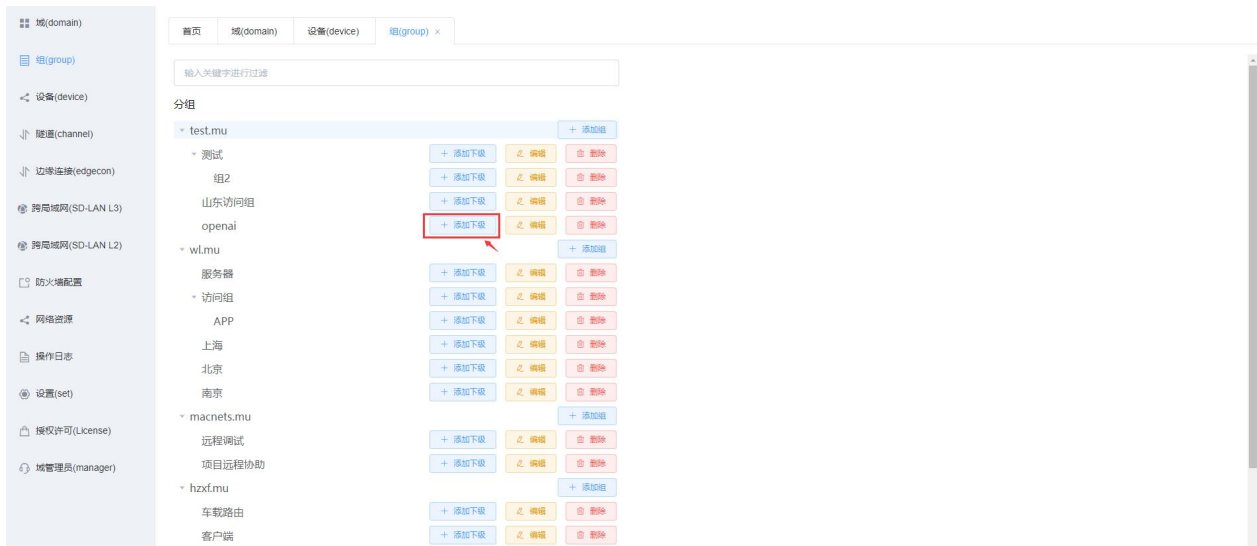 域(domain)
组(group)
设备(device)
隧道(channel)
边缘连接(edgecon)
跨局域网(SD-LAN L3)
跨局域网(SD-LAN L2)
防火墙配置
网络资源
操作日志
设置(set)
授权许可(License)
域管理员(manager)
首页 域(domain) 设备(device) 组(group) ×
输入关键字进行过滤
分组
test.mu + 添加组
测试 + 添加下级 编辑 删除
组2 + 添加下级 编辑 删除
山东访问组 + 添加下级 编辑 删除
openai + 添加下级 编辑 删除
wl.mu + 添加组
服务器 + 添加下级 编辑 删除
访问组 + 添加下级 编辑 删除
APP + 添加下级 编辑 删除
上海 + 添加下级 编辑 删除
北京 + 添加下级 编辑 删除
南京 + 添加下级 编辑 删除
macnets.mu + 添加组
远程调试 + 添加下级 编辑 删除
项目远程协助 + 添加下级 编辑 删除
hzxf.mu + 添加组
车载路由 + 添加下级 编辑 删除
客户端 + 添加下级 编辑 删除